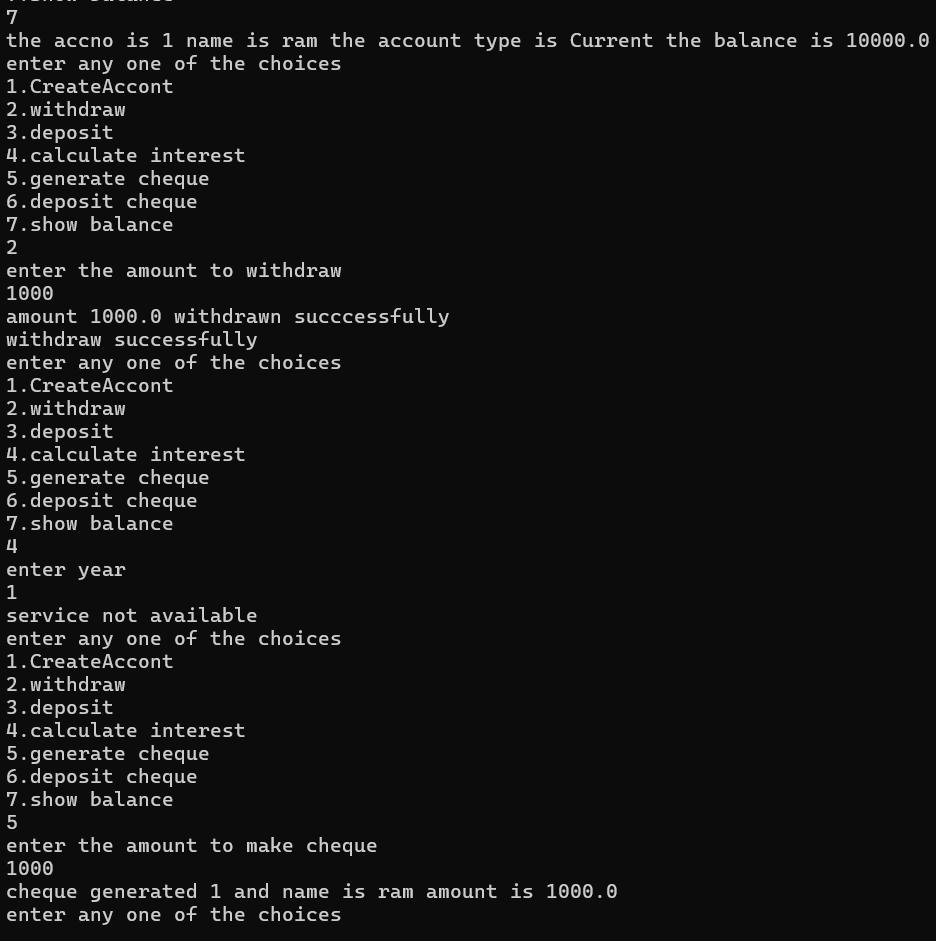 7
the accno is 1 name is ram the account type is Current the balance is 10000.0
enter any one of the choices
1.CreateAccont
2.withdraw
3.deposit
4.calculate interest
5.generate cheque
6.deposit cheque
7.show balance
2
enter the amount to withdraw
1000
amount 1000.0 withdrawn succcessfully
withdraw successfully
enter any one of the choices
1.CreateAccont
2.withdraw
3.deposit
4.calculate interest
5.generate cheque
6.deposit cheque
7.show balance
4
enter year
1
service not available
enter any one of the choices
1.CreateAccont
2.withdraw
3.deposit
4.calculate interest
5.generate cheque
6.deposit cheque
7.show balance
5
enter the amount to make cheque
1000
cheque generated 1 and name is ram amount is 1000.0
enter any one of the choices